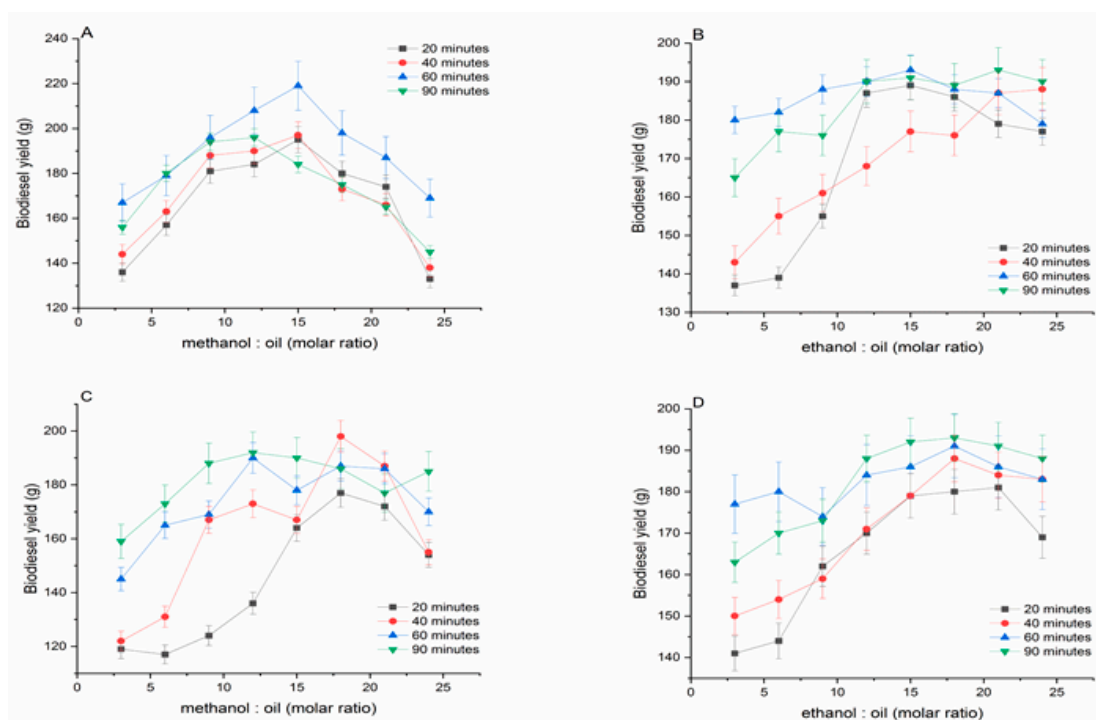 A
240
220
200
180
160
140
120
0 5 10 15 20 25
Biodiesel yield (g)
methanol : oil (molar ratio)
20 minutes
40 minutes
60 minutes
90 minutes
B
200
190
180
170
160
150
140
130
0 5 10 15 20 25
Biodiesel yield (g)
ethanol : oil (molar ratio)
20 minutes
40 minutes
60 minutes
90 minutes
C
200
180
160
140
120
0 5 10 15 20 25
Biodiesel yield (g)
methanol : oil (molar ratio)
20 minutes
40 minutes
60 minutes
90 minutes
D
200
190
180
170
160
150
140
0 5 10 15 20 25
Biodiesel yield (g)
ethanol : oil (molar ratio)
20 minutes
40 minutes
60 minutes
90 minutes